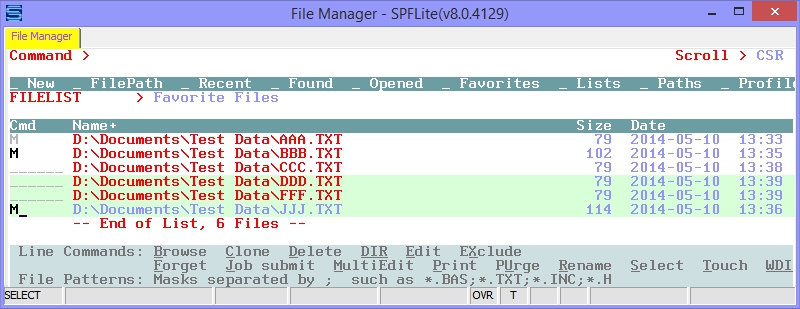 File Manager - SPFLite(v8.0.4129)
File Manager
Command > Scroll > CSR
_ New _ FilePath _ Recent _ Found _ Opened _ Favorites _ Lists _ Paths _ Profile
FILELIST > Favorite Files
Cmd Name+ Size Date
M D:\Documents\Test Data\AAA.TXT 79 2014-05-10 13:33
M D:\Documents\Test Data\BBB.TXT 102 2014-05-10 13:35
______ D:\Documents\Test Data\CCC.TXT 79 2014-05-10 13:38
______ D:\Documents\Test Data\DDD.TXT 79 2014-05-10 13:39
______ D:\Documents\Test Data\FFF.TXT 79 2014-05-10 13:39
M_ D:\Documents\Test Data\JJJ.TXT 114 2014-05-10 13:36
-- End of List, 6 Files --
Line Commands: Browse Clone Delete DIR Edit EXclude
Forget Job submit MultiEdit Print PUrge Rename Select Touch WDI
File Patterns: Masks separated by ; such as *.BAS;*.TXT;*.INC;*.H
SELECT OVR T